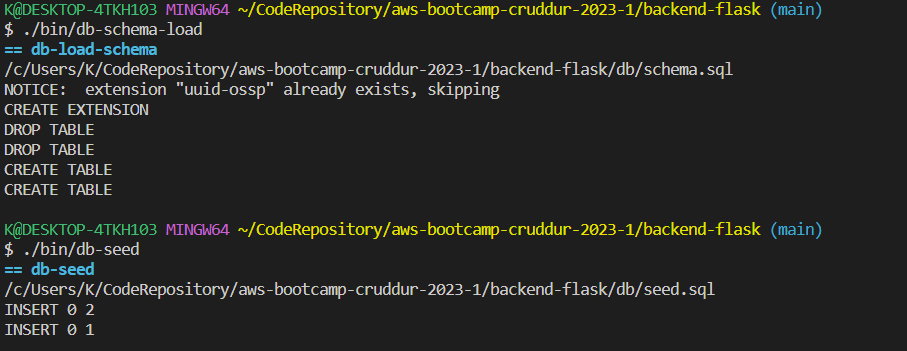 K@DESKTOP-4TKH103 MINGW64 ~/CodeRepository/aws-bootcamp-cruddur-2023-1/backend-flask (main)
$ ./bin/db-schema-load
== db-load-schema
/c/Users/K/CodeRepository/aws-bootcamp-cruddur-2023-1/backend-flask/db/schema.sql
NOTICE:  extension "uuid-ossp" already exists, skipping
CREATE EXTENSION
DROP TABLE
DROP TABLE
CREATE TABLE
CREATE TABLE
K@DESKTOP-4TKH103 MINGW64 ~/CodeRepository/aws-bootcamp-cruddur-2023-1/backend-flask (main)
$ ./bin/db-seed
== db-seed
/c/Users/K/CodeRepository/aws-bootcamp-cruddur-2023-1/backend-flask/db/seed.sql
INSERT 0 2
INSERT 0 1